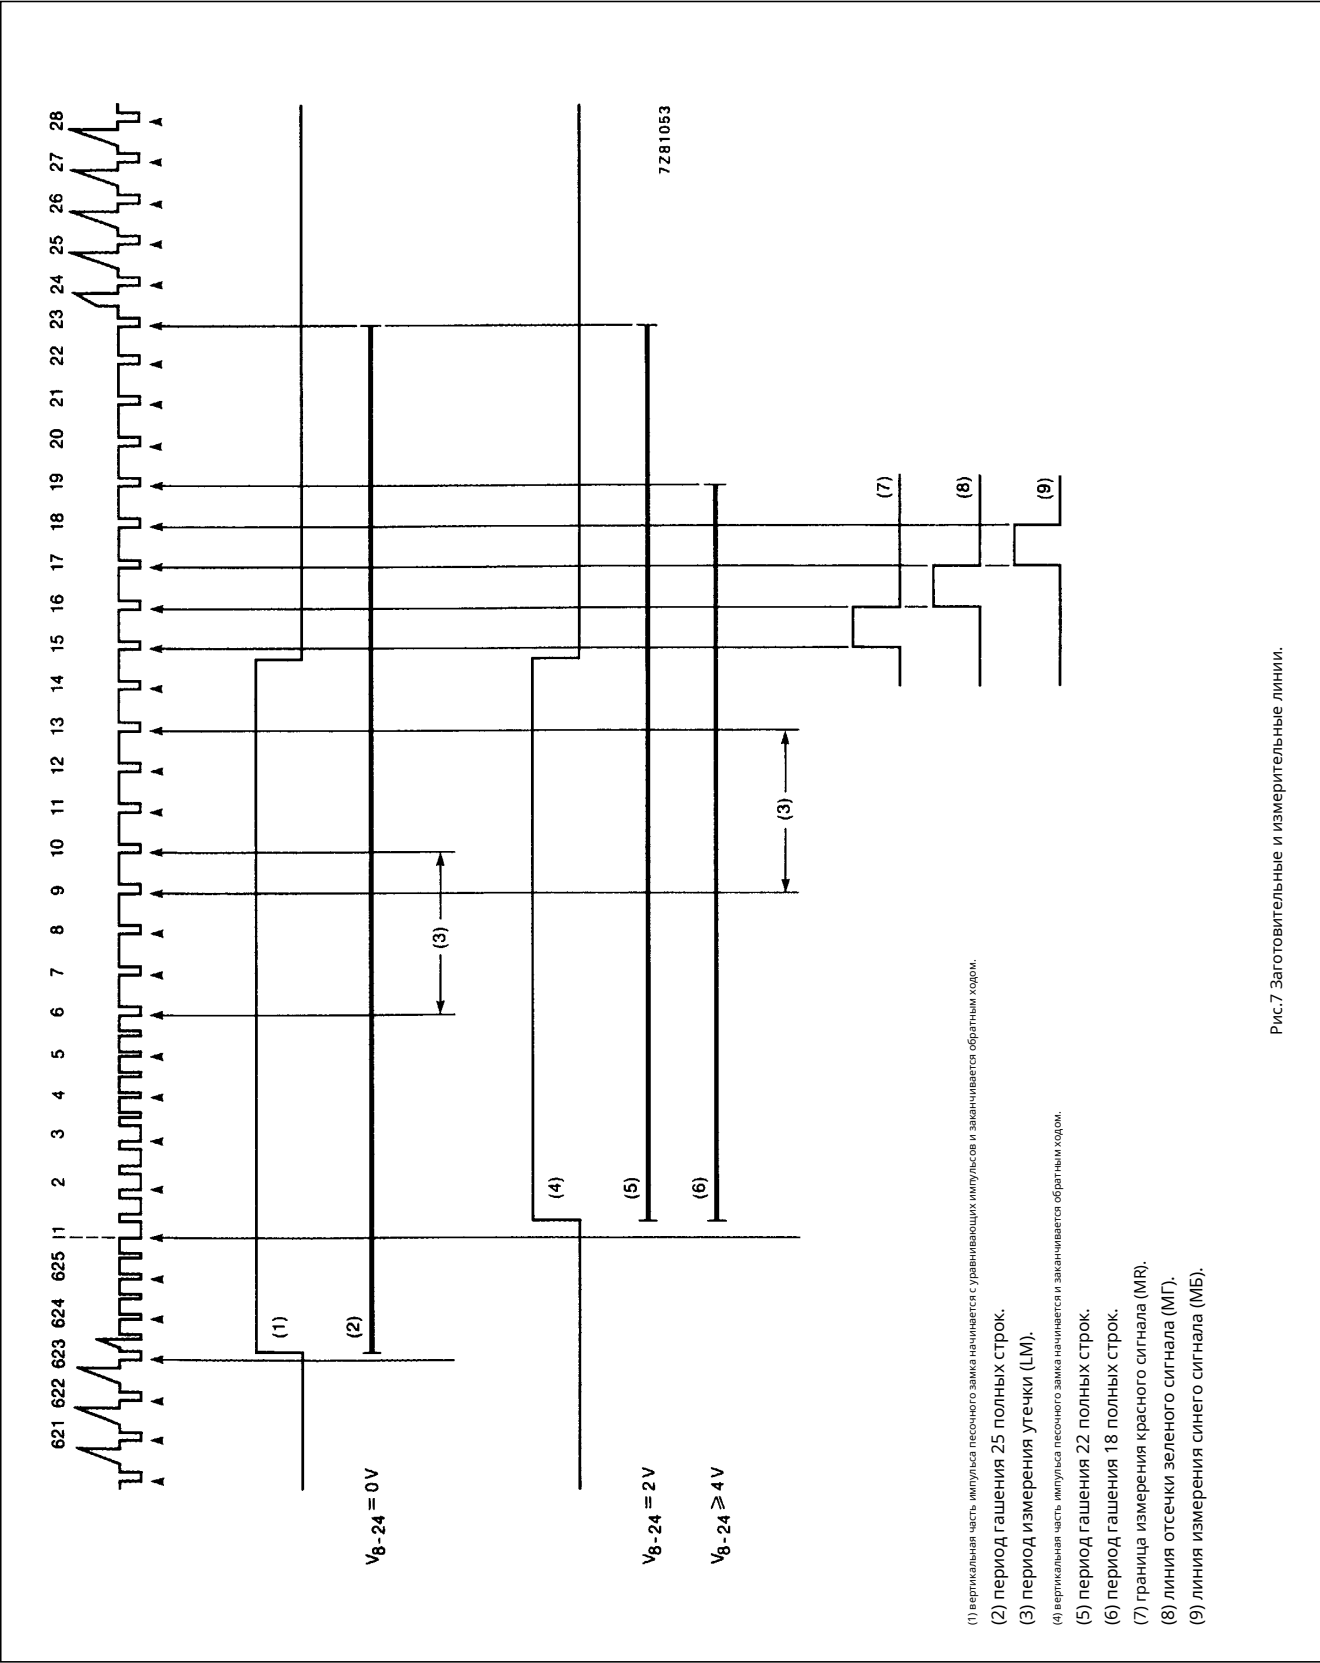 621 622 623 624 625 1 2 3 4 5 6 7 8 9 10 11 12 13 14 15 16 17 18 19 20 21 22 23 24 25 26 27 28
(1)
V8-24 = 0 V
(2)
(3)
(4)
V8-24 = 2 V
(5)
7Z81053
V8-24 ⩾ 4 V
(6)
(3)
(7)
(8)
(9)
(1) вертикальная часть импульса песочного замка начинается с уравнивающих импульсов и заканчивается обратным ходом.
(2) период гашения 25 полных строк.
(3) период измерения утечки (LM).
(4) вертикальная часть импульса песочного замка начинается и заканчивается обратным ходом.
(5) период гашения 22 полных строк.
(6) период гашения 18 полных строк.
(7) граница измерения красного сигнала (MR).
(8) линия отсечки зеленого сигнала (МГ).
(9) линия измерения синего сигнала (МБ).
Рис.7 Заготовительные и измерительные линии.